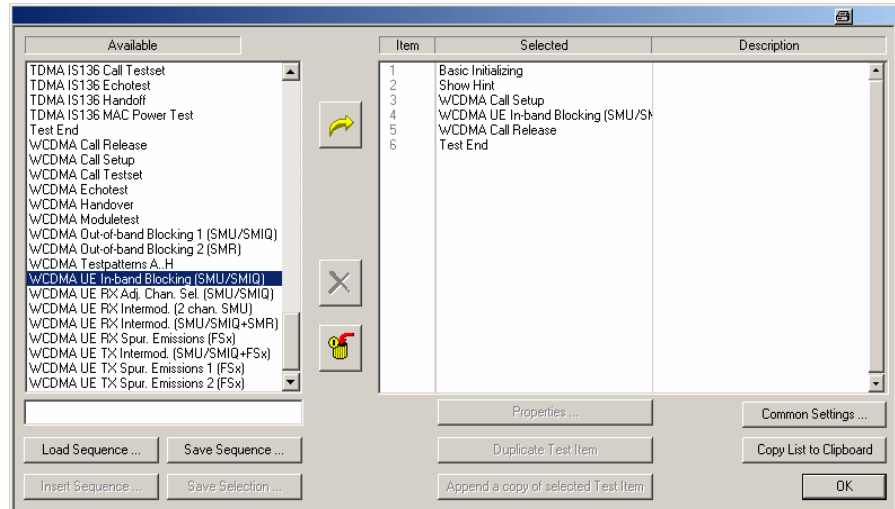 Available
Item Selected Description
TDMA IS136 Call Testset
TDMA IS136 Echotest
TDMA IS136 Handoff
TDMA IS136 MAC Power Test
Test End
WCDMA Call Release
WCDMA Call Setup
WCDMA Call Testset
WCDMA Echotest
WCDMA Handover
WCDMA Moduletest
WCDMA Out-of-band Blocking 1 (SMU/SMIQ)
WCDMA Out-of-band Blocking 2 (SMR)
WCDMA Testpatterns A..H
WCDMA UE In-band Blocking (SMU/SMIQ)
WCDMA UE RX Adj. Chan. Sel. (SMU/SMIQ)
WCDMA UE RX Intermod. (2 chan. SMU)
WCDMA UE RX Intermod. (SMU/SMIQ+SMR)
WCDMA UE RX Spur. Emissions (FSx)
WCDMA UE TX Intermod. (SMU/SMIQ+FSx)
WCDMA UE TX Spur. Emissions 1 (FSx)
WCDMA UE TX Spur. Emissions 2 (FSx)
1 Basic Initializing
2 Show Hint
3 WCDMA Call Setup
4 WCDMA UE In-band Blocking (SMU/SM
5 WCDMA Call Release
6 Test End
Load Sequence ... Save Sequence ...
Insert Sequence ... Save Selection ...
Properties ...
Duplicate Test Item
Append a copy of selected Test Item
Common Settings ...
Copy List to Clipboard
OK